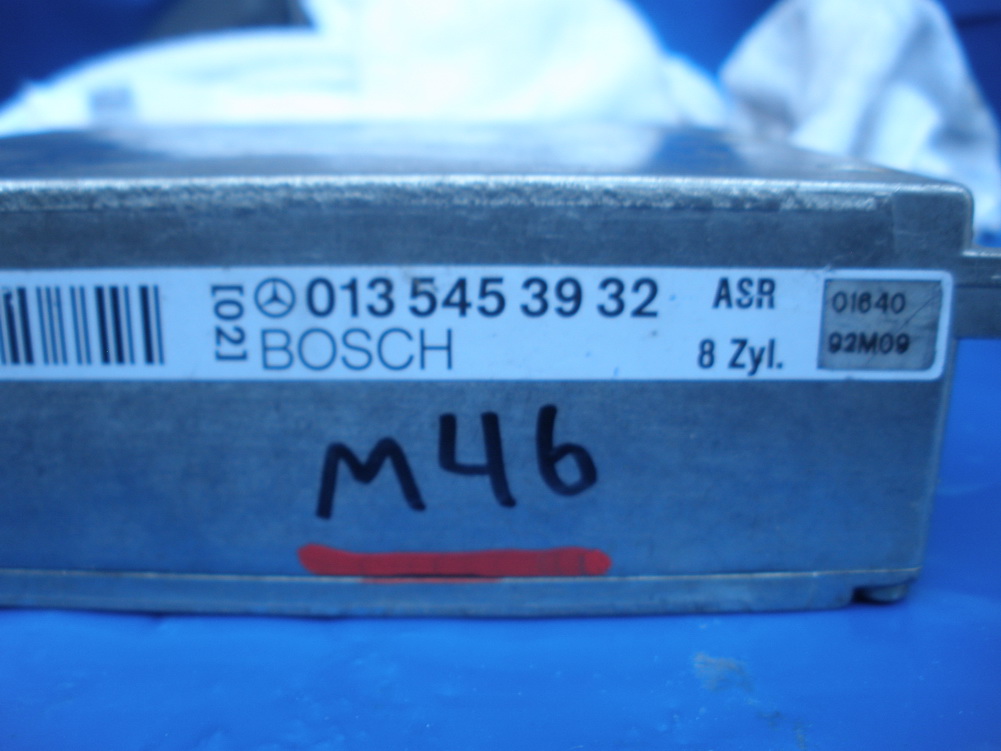 [02]
013 545 39 32
BOSCH
ASR
8 Zyl.
01640
92M09
M46